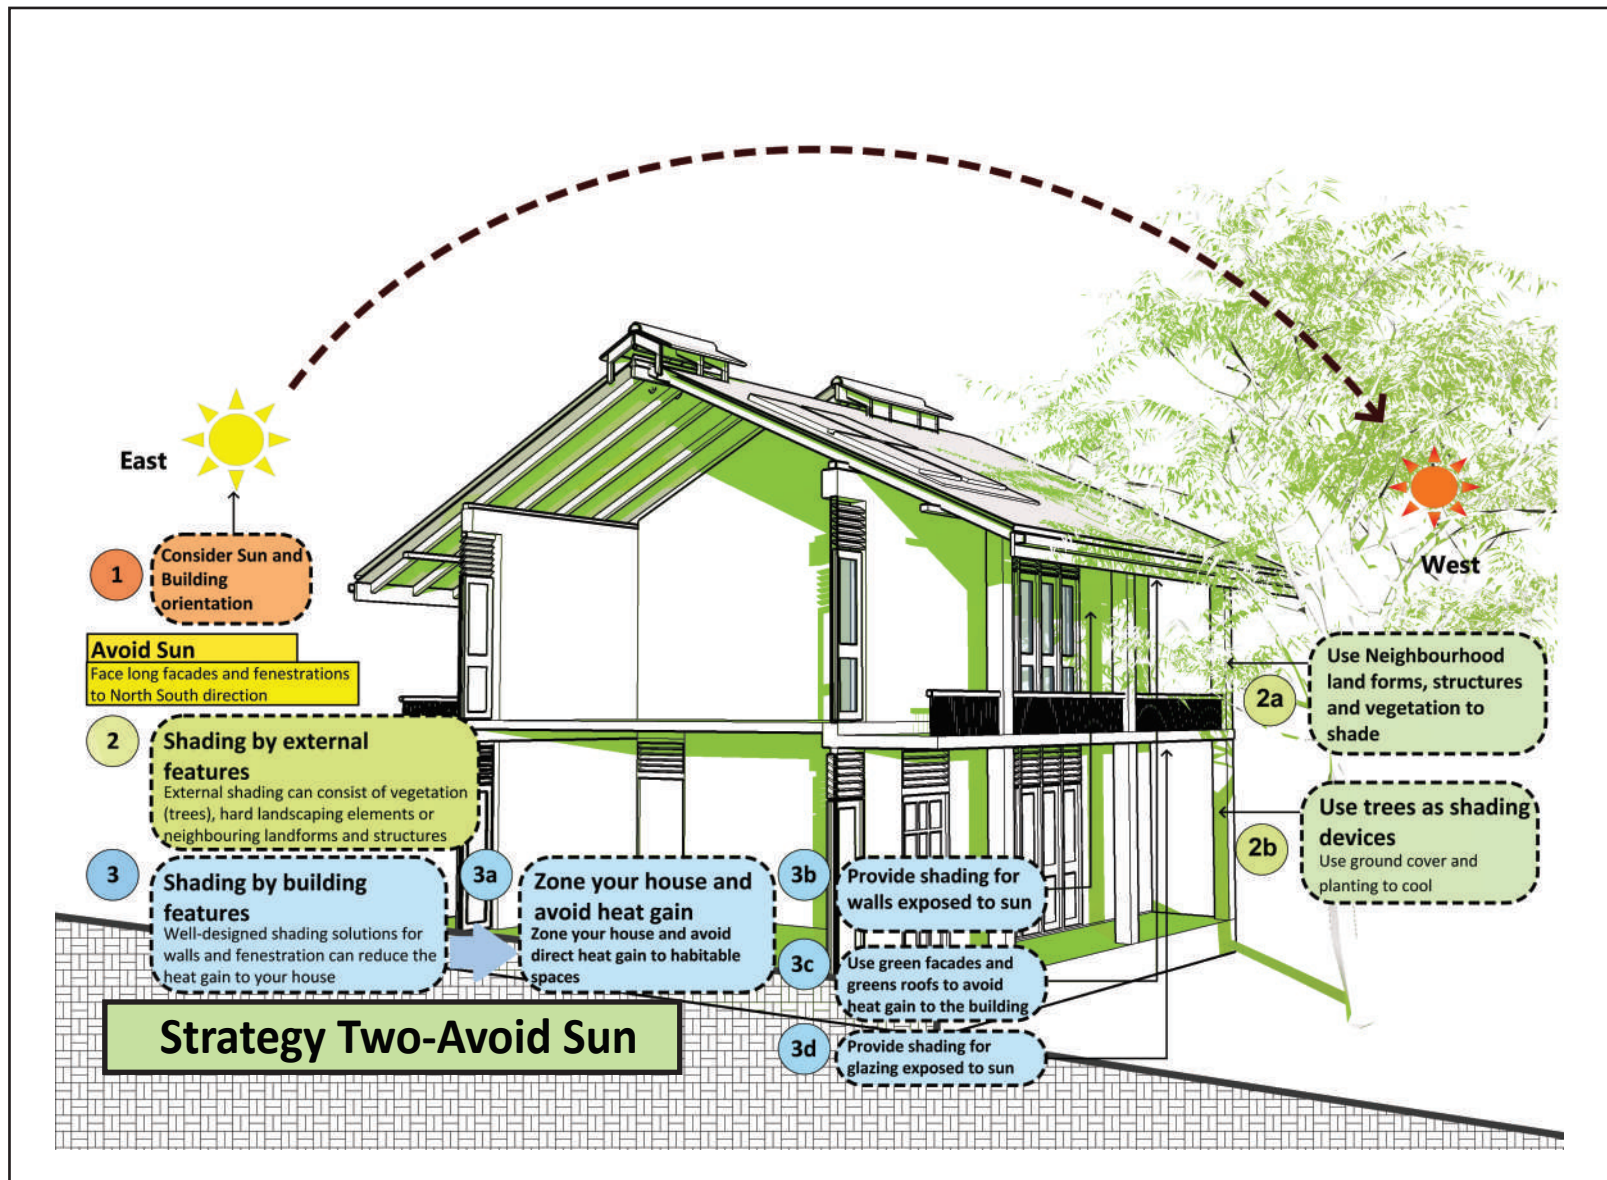 East
1
Consider Sun and
Building
orientation
Avoid Sun
Face long facades and fenestrations
to North South direction
2
Shading by external
features
External shading can consist of vegetation
(trees), hard landscaping elements or
neighbouring landforms and structures
3
Shading by building
features
Well-designed shading solutions for
walls and fenestration can reduce the
heat gain to your house
3a
Zone your house and
avoid heat gain
Zone your house and avoid
direct heat gain to habitable
spaces
3b
Provide shading for
walls exposed to sun
3c
Use green facades and
greens roofs to avoid
heat gain to the building
3d
Provide shading for
glazing exposed to sun
West
2a
Use Neighbourhood
land forms, structures
and vegetation to
shade
2b
Use trees as shading
devices
Use ground cover and
planting to cool
Strategy Two-Avoid Sun